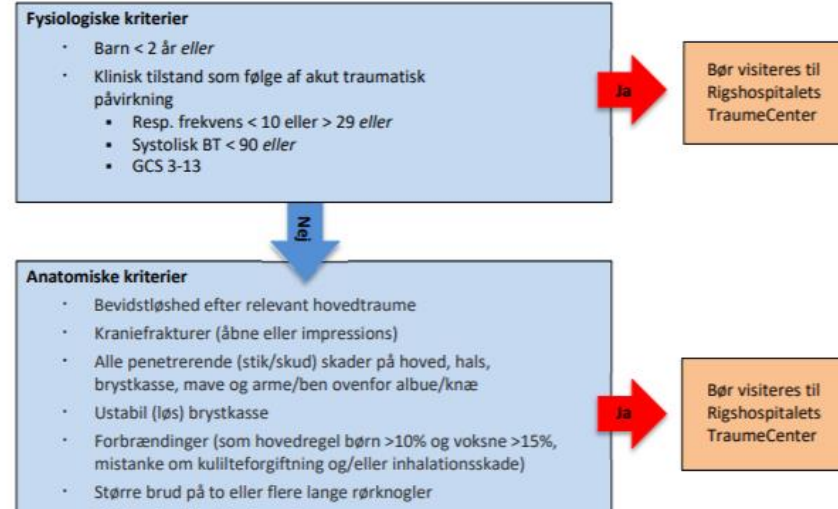 Fysiologiske kriterier
· Barn < 2 år eller
· Klinisk tilstand som følge af akut traumatisk
påvirkning
▪ Resp. frekvens < 10 eller > 29 eller
▪ Systolisk BT < 90 eller
▪ GCS 3-13
Ja
Bør visiteres til
Rigshospitalets
TraumeCenter
Nej
Anatomiske kriterier
· Bevidstløshed efter relevant hovedtraume
· Kraniefrakturer (åbne eller impressions)
· Alle penetrerende (stik/skud) skader på hoved, hals,
brystkasse, mave og arme/ben ovenfor albue/knæ
· Ustabil (løs) brystkasse
· Forbrændinger (som hovedregel børn >10% og voksne >15%,
mistanke om kulilteforgiftning og/eller inhalationsskade)
· Større brud på to eller flere lange rørknogler
Ja
Bør visiteres til
Rigshospitalets
TraumeCenter